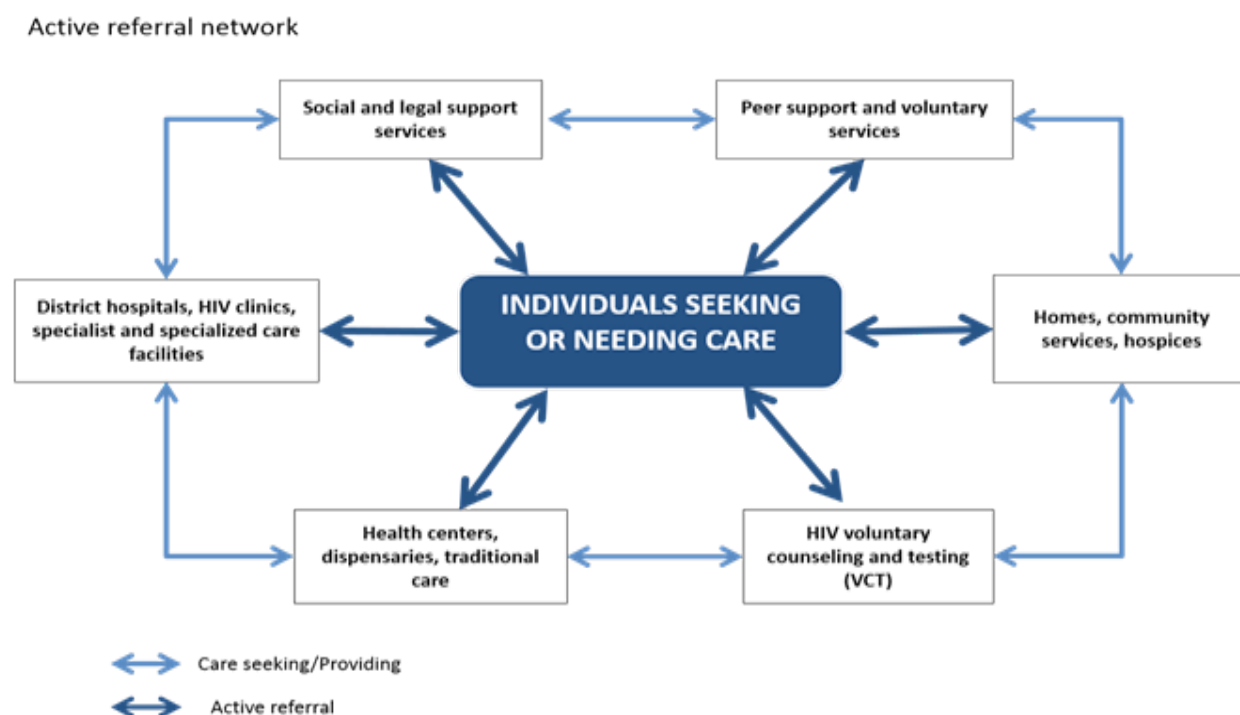 Active referral network
Social and legal support
services
Peer support and voluntary
services
District hospitals, HIV clinics,
specialist and specialized care
facilities
INDIVIDUALS SEEKING
OR NEEDING CARE
Homes, community
services, hospices
Health centers,
dispensaries, traditional
care
HIV voluntary
counseling and testing
(VCT)
Care seeking/Providing
Active referral